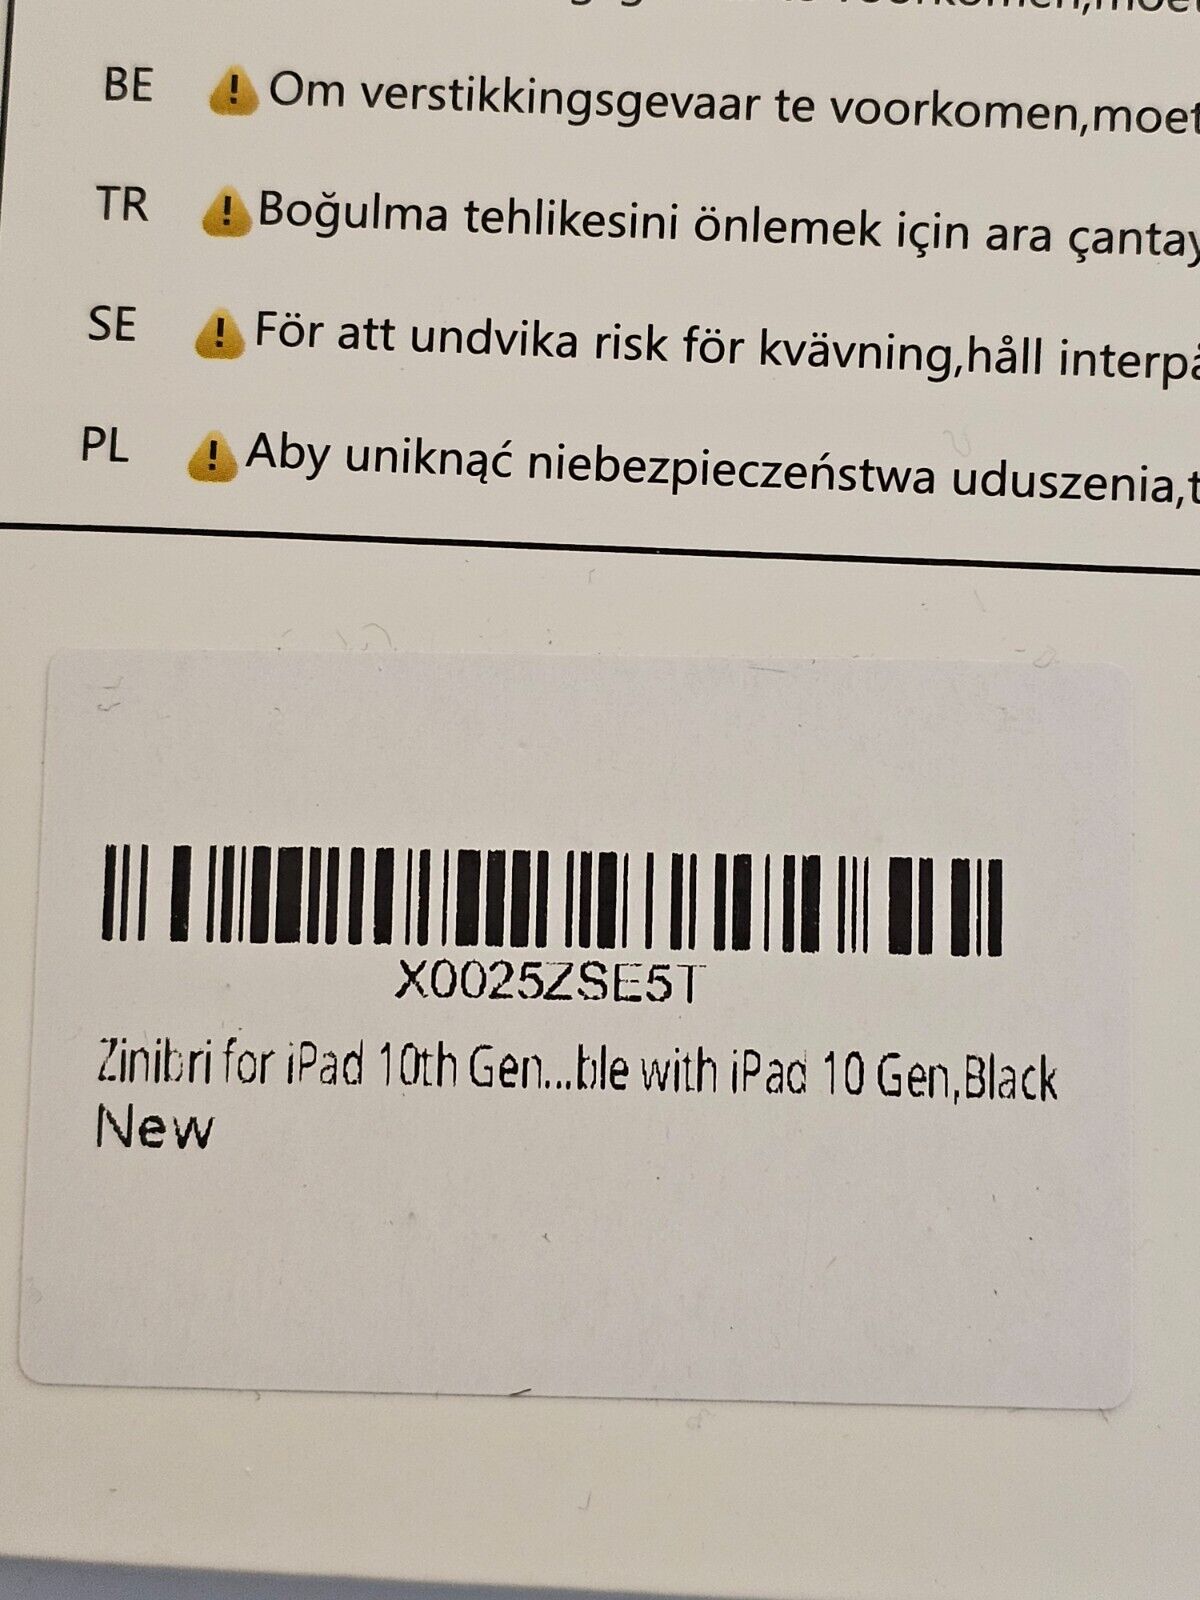 BE ⚠ Om verstikkingsgevaar te voorkomen,moet
TR ⚠ Boğulma tehlikesini önlemek için ara çantay
SE ⚠ För att undvika risk för kvävning,håll interpå
PL ⚠ Aby uniknąć niebezpieczeństwa uduszenia,t
X0025ZSE5T
Zinibri for iPad 10th Gen...ble with iPad 10 Gen,Black
New